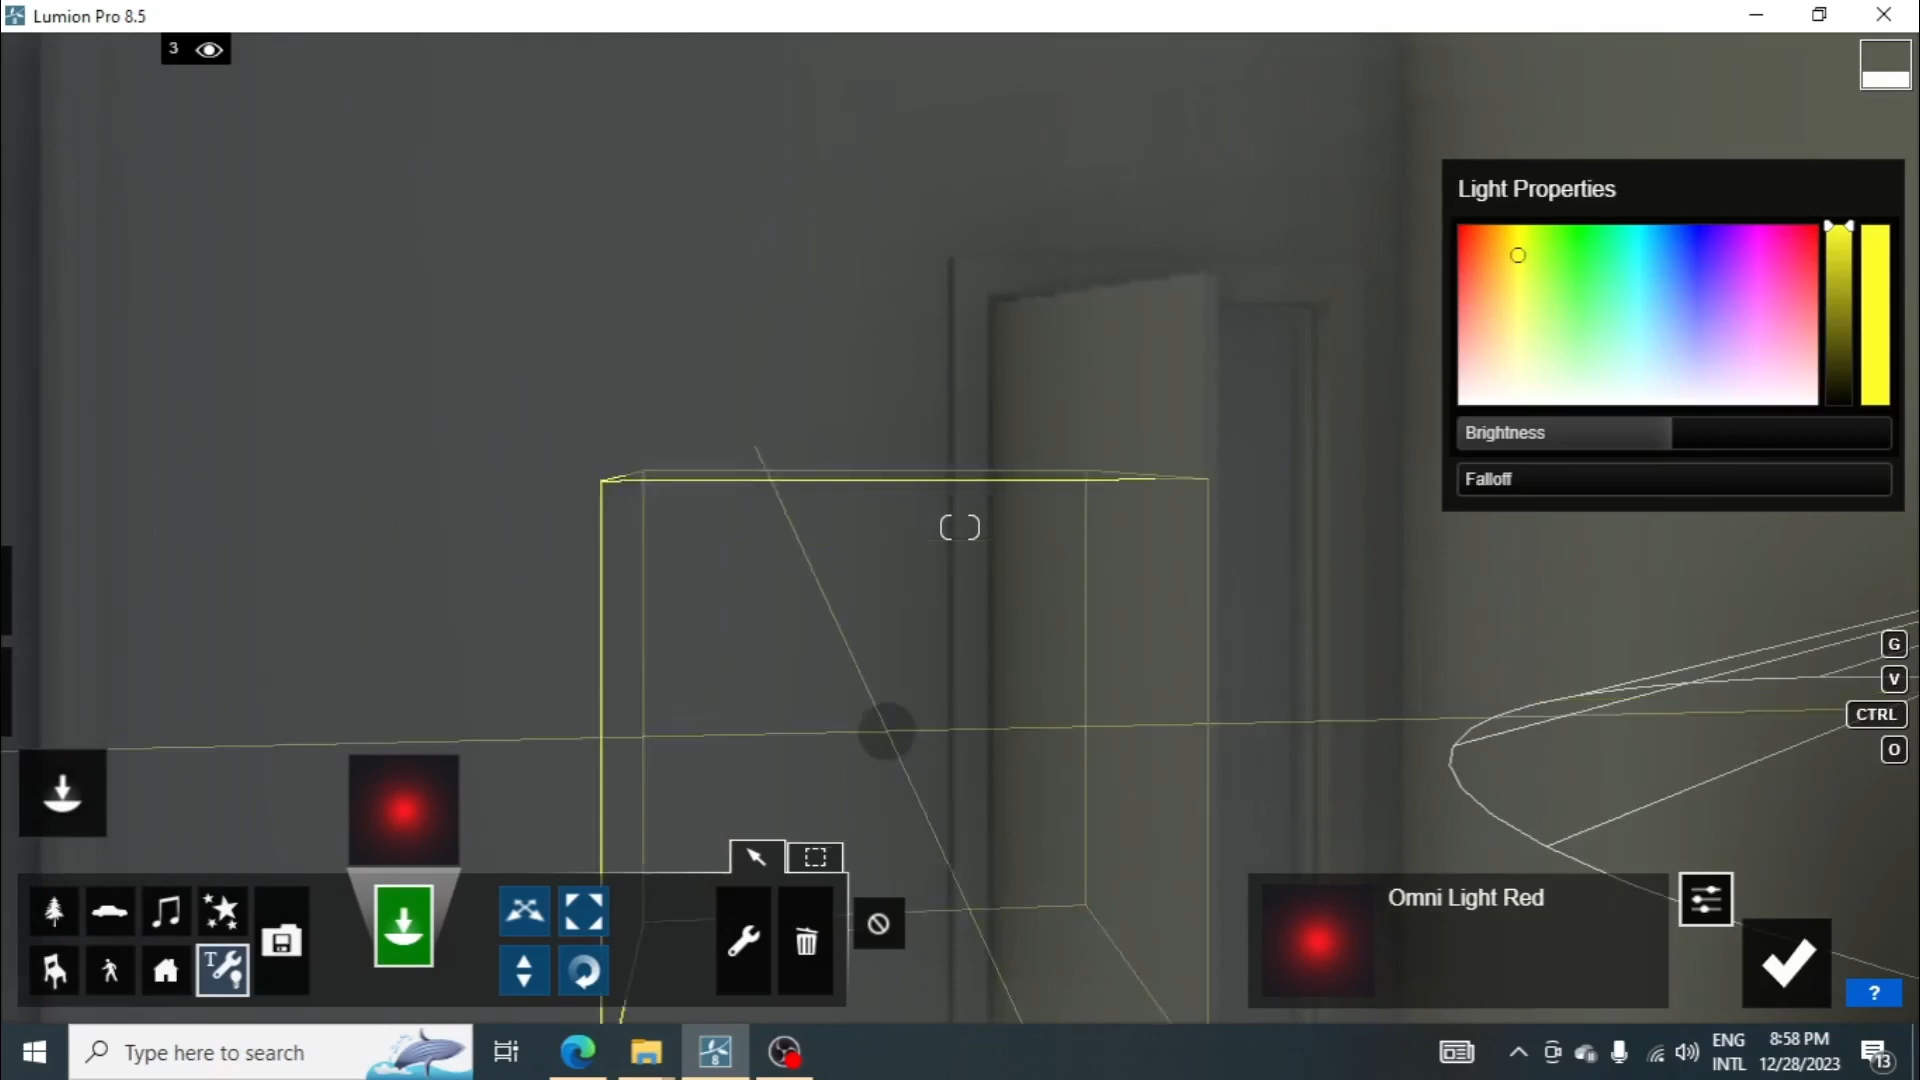 Lumion Pro 8.5
3
Light Properties
Brightness
Falloff
G
V
CTRL
O
Omni Light Red
T
?
Type here to search
8
ENG
INTL
8:58 PM
12/28/2023
13